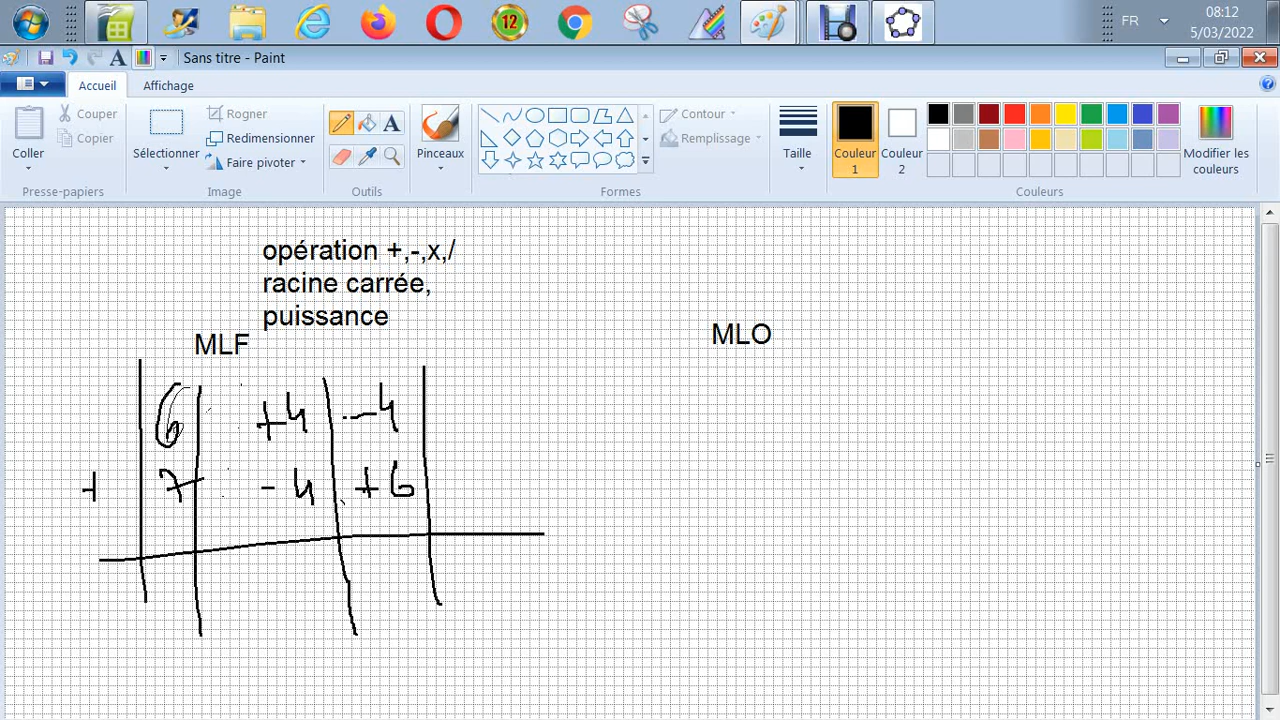 12
FR
08:12
5/03/2022
Sans titre - Paint
Accueil
Affichage
Coller
Couper
Copier
Presse-papiers
Sélectionner
Rogner
Redimensionner
Faire pivoter
Image
A
Outils
Pinceaux
Contour
Remplissage
Formes
Taille
Couleur 1
Couleur 2
Modifier les couleurs
Couleurs
opération +,-,x,/
racine carrée,
puissance
MLF
MLO
6 +4 -4
+ 7 - 4 +6